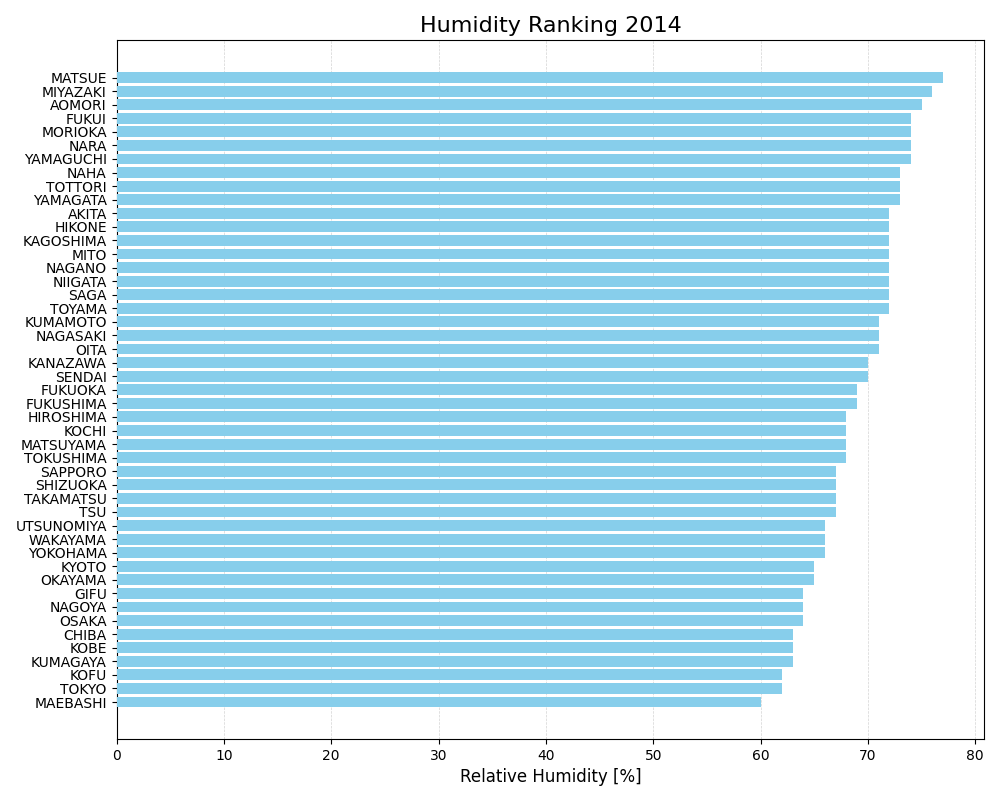 Humidity Ranking 2014
MATSUE
MIYAZAKI
AOMORI
FUKUI
MORIOKA
NARA
YAMAGUCHI
NAHA
TOTTORI
YAMAGATA
AKITA
HIKONE
KAGOSHIMA
MITO
NAGANO
NIIGATA
SAGA
TOYAMA
KUMAMOTO
NAGASAKI
OITA
KANAZAWA
SENDAI
FUKUOKA
FUKUSHIMA
HIROSHIMA
KOCHI
MATSUYAMA
TOKUSHIMA
SAPPORO
SHIZUOKA
TAKAMATSU
TSU
UTSUNOMIYA
WAKAYAMA
YOKOHAMA
KYOTO
OKAYAMA
GIFU
NAGOYA
OSAKA
CHIBA
KOBE
KUMAGAYA
KOFU
TOKYO
MAEBASHI
0 10 20 30 40 50 60 70 80
Relative Humidity [%]